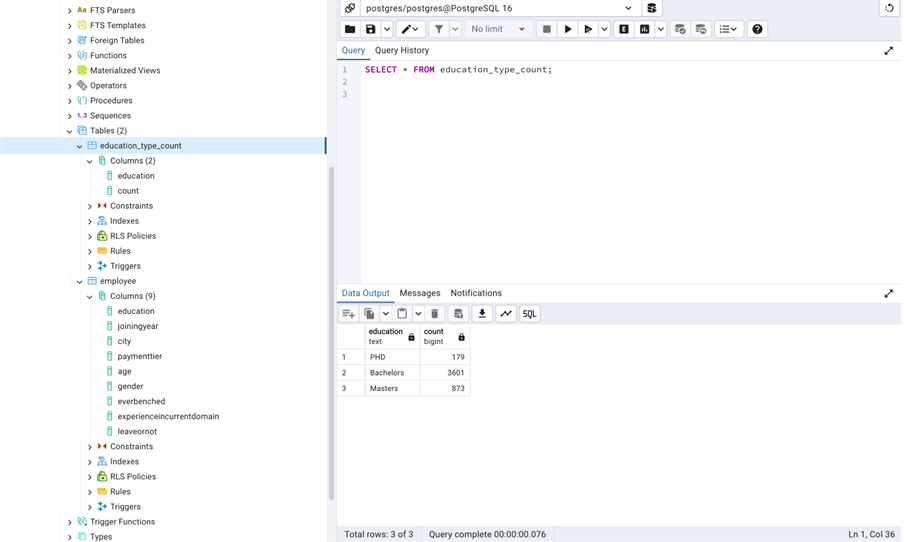 FTS Parsers
FTS Templates
Foreign Tables
Functions
Materialized Views
Operators
Procedures
1..3 Sequences
Tables (2)
education_type_count
Columns (2)
education
count
Constraints
Indexes
RLS Policies
Rules
Triggers
employee
Columns (9)
education
joiningyear
city
paymenttier
age
gender
everbenched
experienceincurrentdomain
leaveornot
Constraints
Indexes
RLS Policies
Rules
Triggers
Trigger Functions
Types
postgres/postgres@PostgreSQL 16
No limit
E
Query Query History
1 SELECT * FROM education_type_count;
2
3
Data Output Messages Notifications
SQL
education count
text bigint
1 PHD 179
2 Bachelors 3601
3 Masters 873
Total rows: 3 of 3 Query complete 00:00:00.076 Ln 1, Col 36